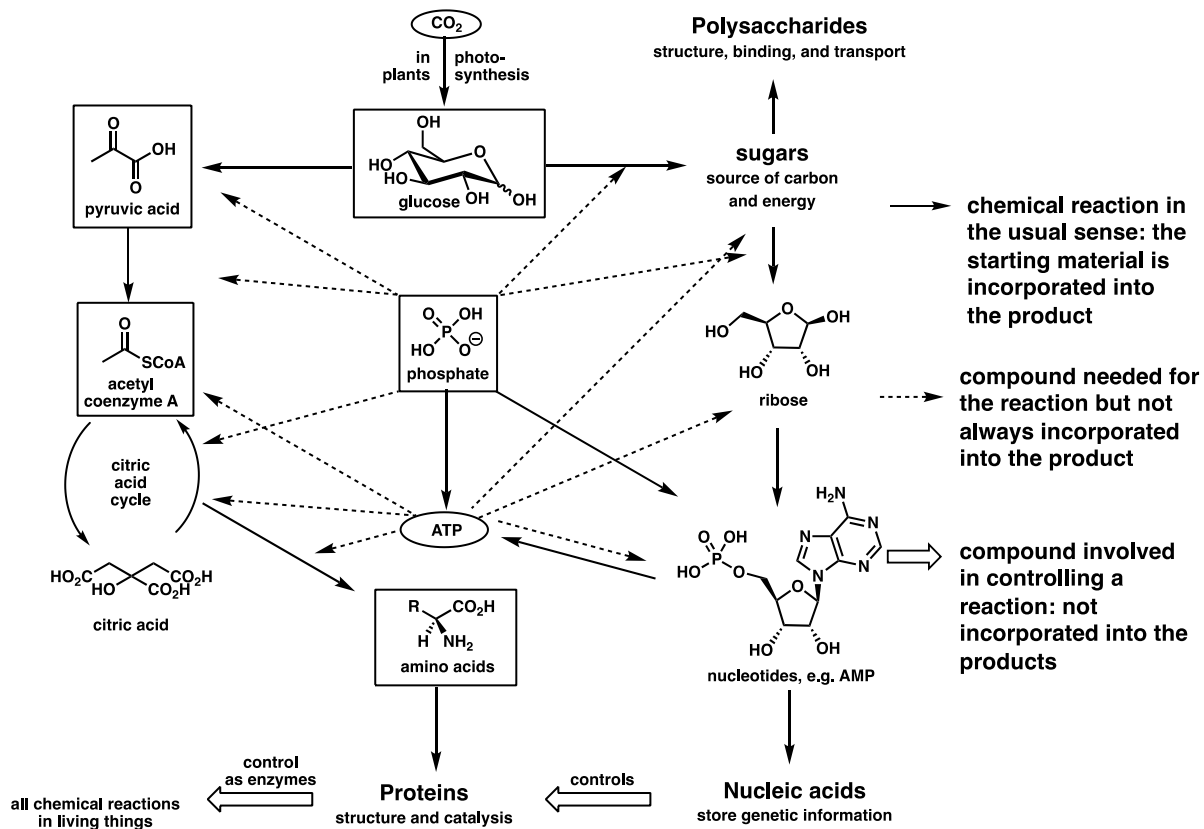 CO2
in
plants
photo-
synthesis
Polysaccharides
structure, binding, and transport
O
OH
O
pyruvic acid
OH
HO
O
HO
HO
OH
OH
glucose
sugars
source of carbon
and energy
chemical reaction in
the usual sense: the
starting material is
incorporated into
the product
O
SCoA
acetyl
coenzyme A
O
OH
P
HO
O⊖
phosphate
HO
O
OH
HO
OH
ribose
compound needed for
the reaction but not
always incorporated
into the product
citric
acid
cycle
ATP
HO2C
HO
CO2H
CO2H
citric acid
R
CO2H
H
NH2
amino acids
H2N
N
N
N
N
O
OH
P
HO
O
O
HO
OH
nucleotides, e.g. AMP
compound involved
in controlling a
reaction: not
incorporated into the
products
all chemical reactions
in living things
control
as enzymes
Proteins
structure and catalysis
controls
Nucleic acids
store genetic information